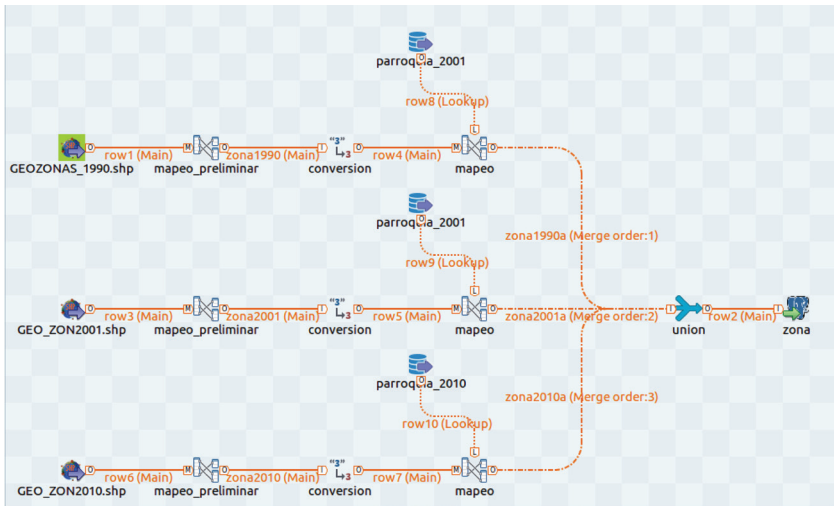 parroquia_2001
row8 (Lookup)
row1 (Main)
zona1990 (Main)
row4 (Main)
GEOZONAS_1990.shp
mapeo_preliminar
conversion
mapeo
parroquia_2001
zona1990a (Merge order:1)
row9 (Lookup)
row3 (Main)
zona2001 (Main)
row5 (Main)
zona2001a (Merge order:2)
row2 (Main)
GEO_ZON2001.shp
mapeo_preliminar
conversion
mapeo
union
zona
parroquia_2010
zona2010a (Merge order:3)
row10 (Lookup)
row6 (Main)
zona2010 (Main)
row7 (Main)
GEO_ZON2010.shp
mapeo_preliminar
conversion
mapeo